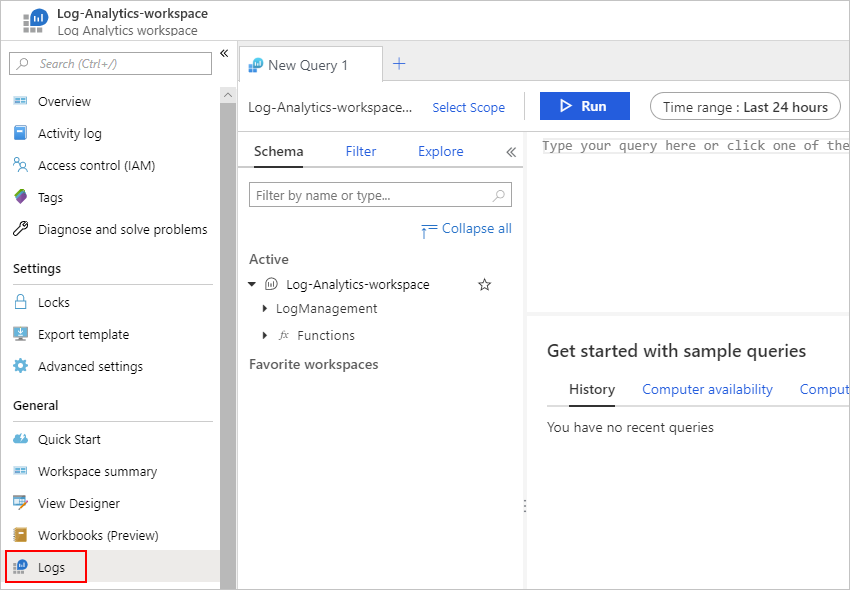 Log-Analytics-workspace
Log Analytics workspace
Search (Ctrl+/)
«
Overview
Activity log
Access control (IAM)
Tags
Diagnose and solve problems
Settings
Locks
Export template
Advanced settings
General
Quick Start
Workspace summary
View Designer
Workbooks (Preview)
Logs
New Query 1
+
Log-Analytics-workspace...
Select Scope
Run
Time range : Last 24 hours
Schema Filter Explore «
Filter by name or type...
Collapse all
Active
Log-Analytics-workspace
LogManagement
fx Functions
Favorite workspaces
Type your query here or click one of the
Get started with sample queries
History Computer availability Comput
You have no recent queries